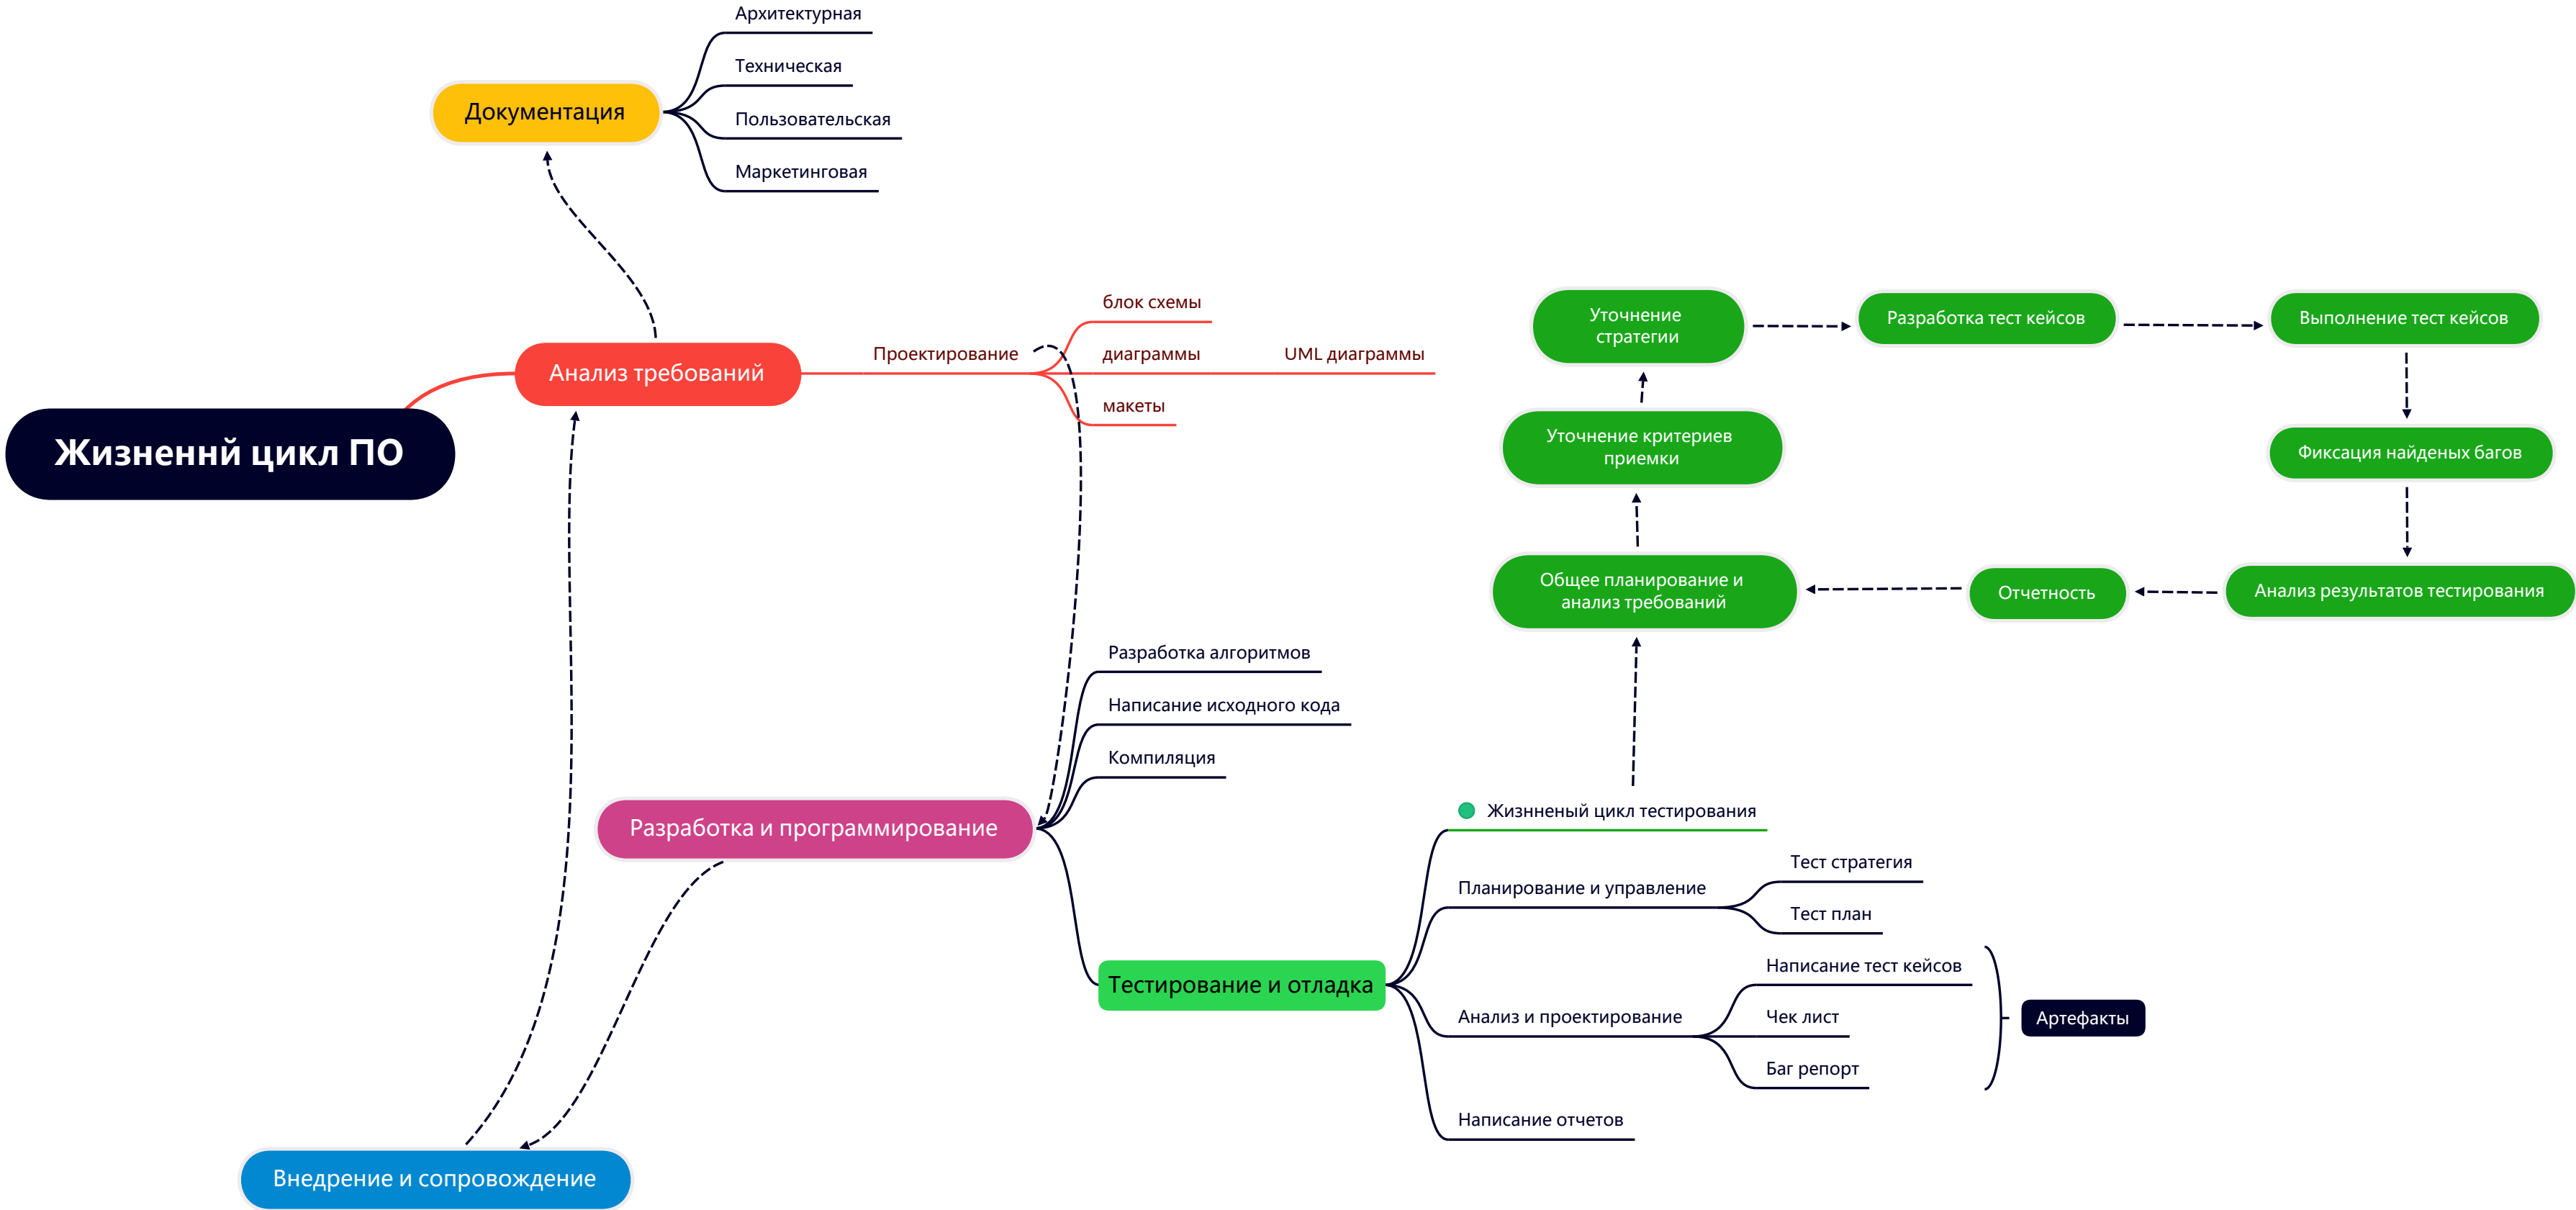 Архитектурная
Техническая
Документация
Пользовательская
Маркетинговая
блок схемы
Анализ требований
Проектирование
диаграммы
UML диаграммы
макеты
Жизненнй цикл ПО
Уточнение
стратегии
Разработка тест кейсов
Выполнение тест кейсов
Уточнение критериев
приемки
Фиксация найденых багов
Общее планирование и
анализ требований
Отчетность
Анализ результатов тестирования
Разработка алгоритмов
Написание исходного кода
Компиляция
Разработка и программирование
Жизнненый цикл тестирования
Планирование и управление
Тест стратегия
Тест план
Тестирование и отладка
Написание тест кейсов
Анализ и проектирование
Чек лист
Баг репорт
Артефакты
Написание отчетов
Внедрение и сопровождение